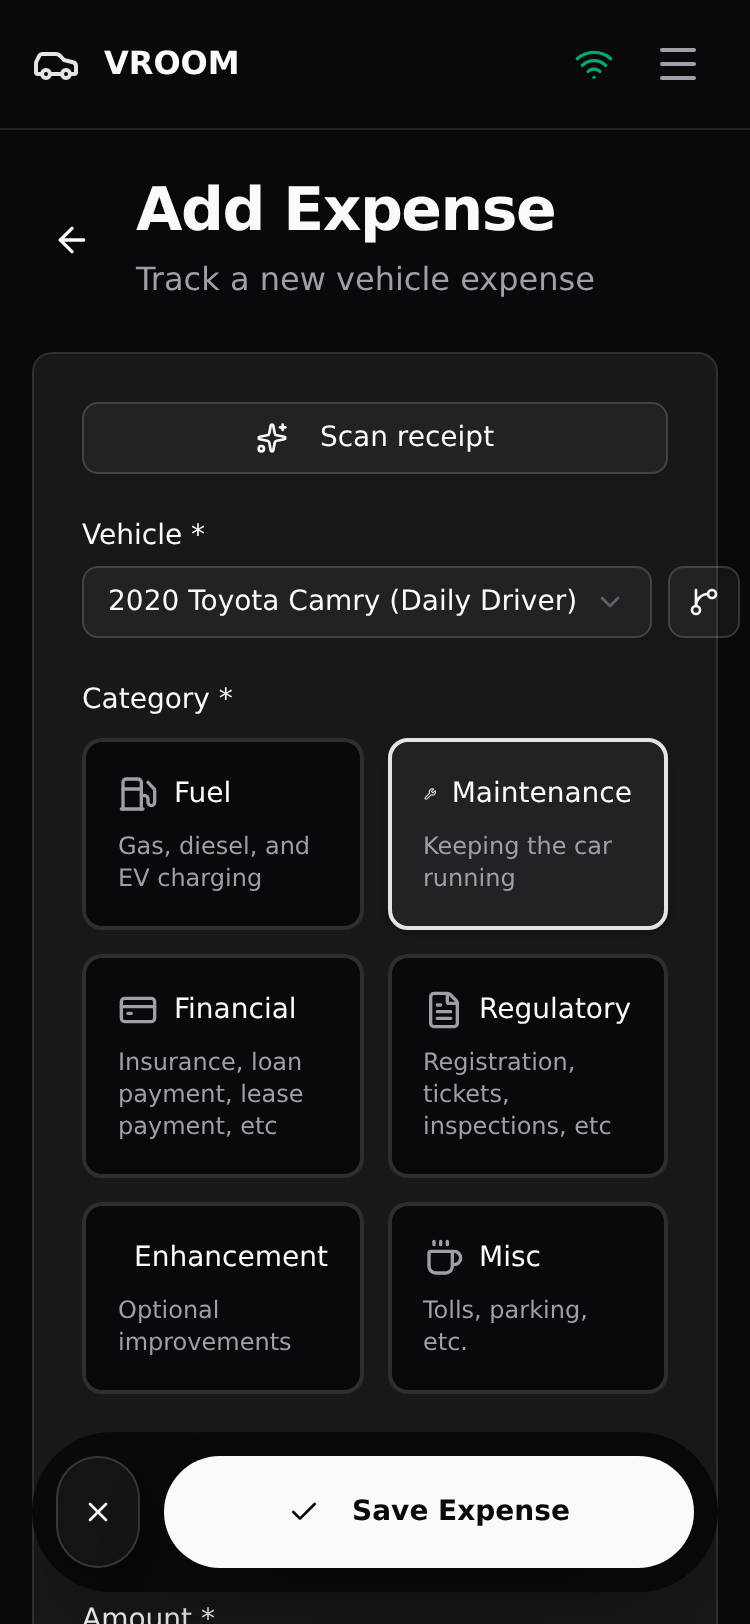 VROOM
Add Expense
Track a new vehicle expense
Scan receipt
Vehicle *
2020 Toyota Camry (Daily Driver)
Category *
Fuel
Gas, diesel, and
EV charging
Maintenance
Keeping the car
running
Financial
Insurance, loan
payment, lease
payment, etc
Regulatory
Registration,
tickets,
inspections, etc
Enhancement
Optional
improvements
Misc
Tolls, parking,
etc.
Save Expense
Amount *